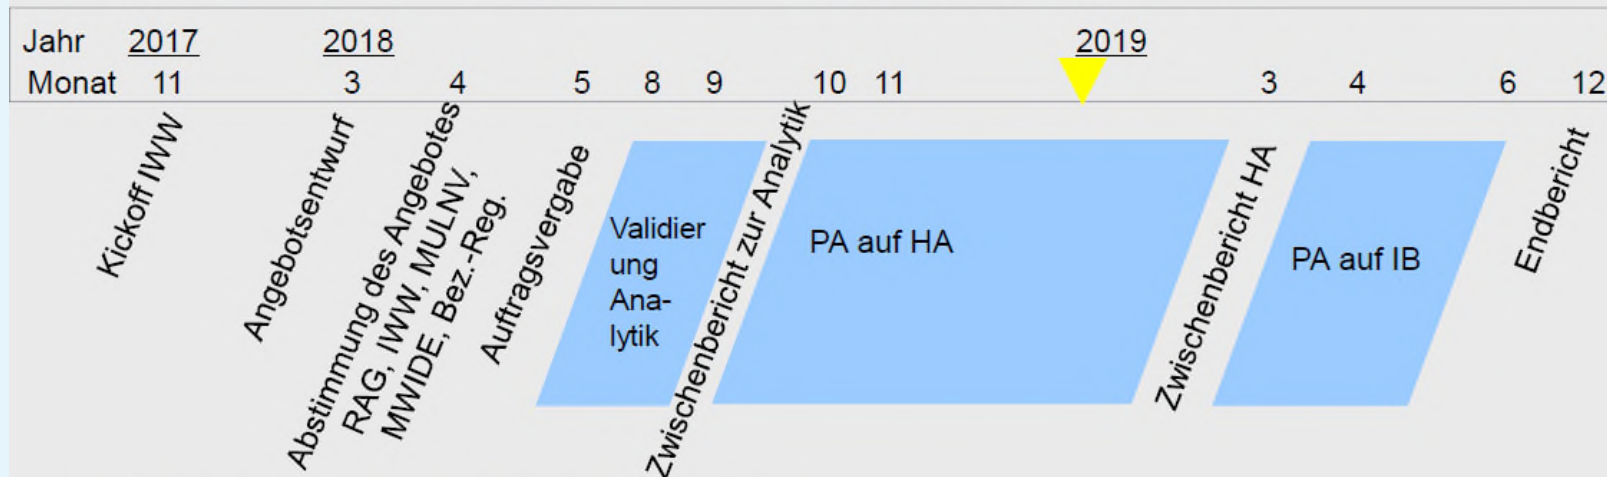 Jahr 2017 2018 2019
Monat 11 3 4 5 8 9 10 11 3 4 6 12
Kickoff IWW
Angebotsentwurf
Abstimmung des Angebotes
RAG, IWW, MULNV,
MWIDE, Bez.-Reg.
Auftragsvergabe
Validier
ung
Ana-
lytik
Zwischenbericht zur Analytik
PA auf HA
Zwischenbericht HA
PA auf IB
Endbericht